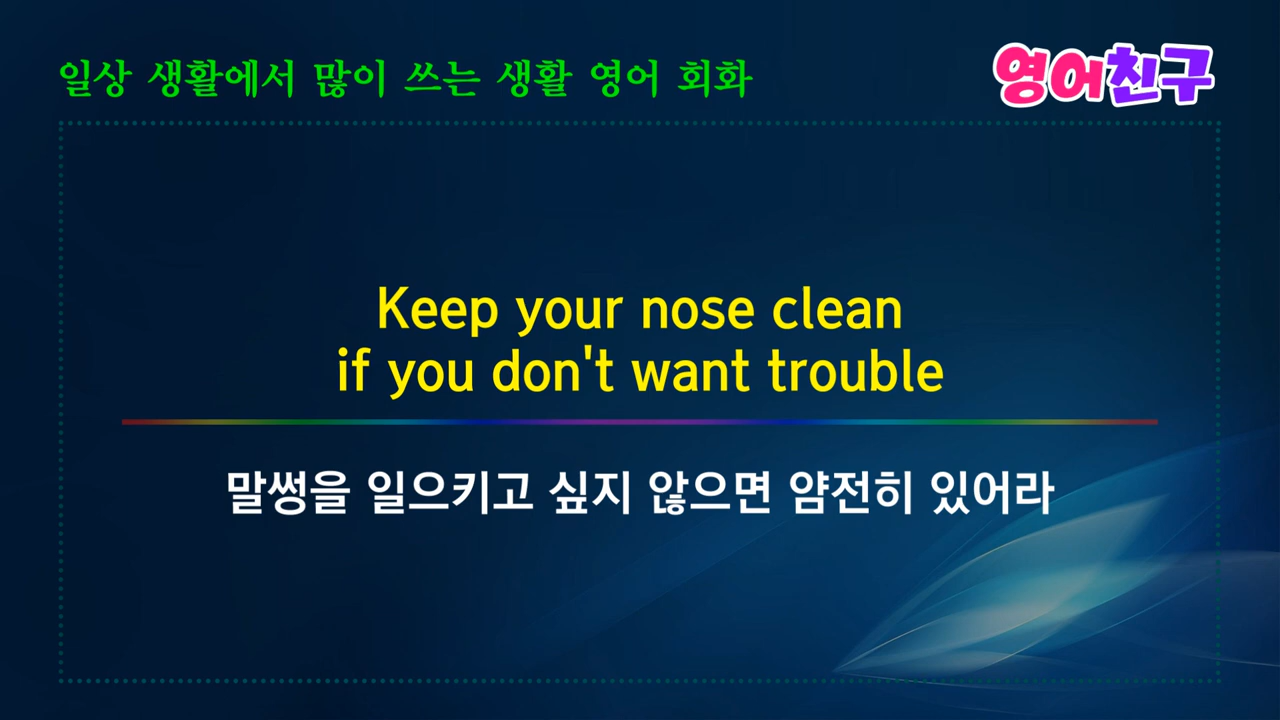 일상 생활에서 많이 쓰는 생활 영어 회화
영어친구
Keep your nose clean
if you don't want trouble
말썽을 일으키고 싶지 않으면 얌전히 있어라